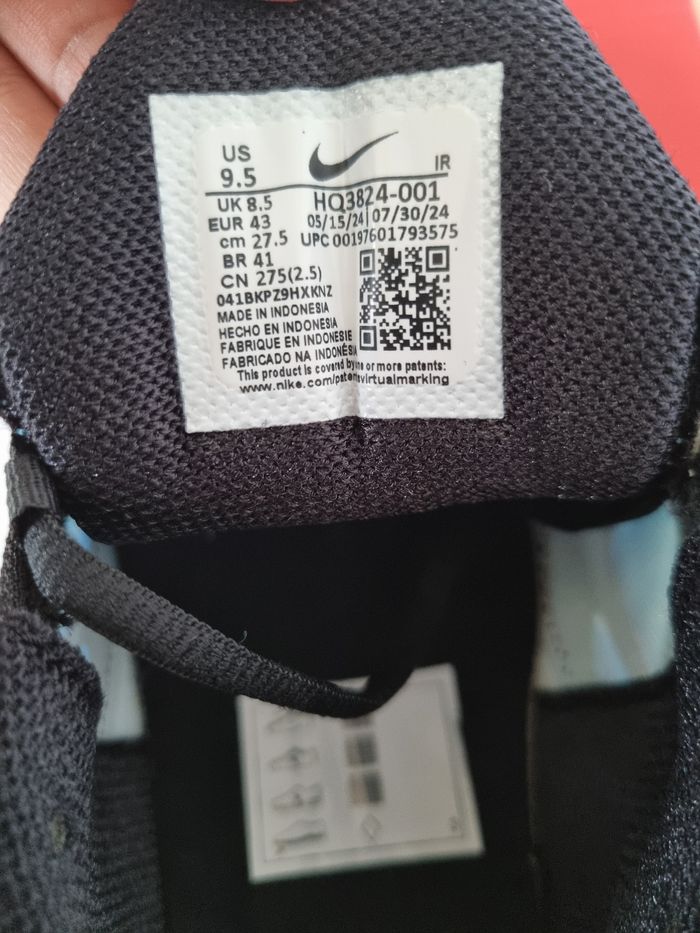 US
9.5
IR
UK 8.5 HQ3824-001
EUR 43 05/15/24 07/30/24
cm 27.5 UPC 00197601793575
BR 41
CN 275(2.5)
041BKPZ9HXKNZ
MADE IN INDONESIA
HECHO EN INDONESIA
FABRIQUE EN INDONESIE
FABRICADO NA INDONÉSIA
This product is covered by one or more patents:
www.nike.com/patentsvirtualmarking